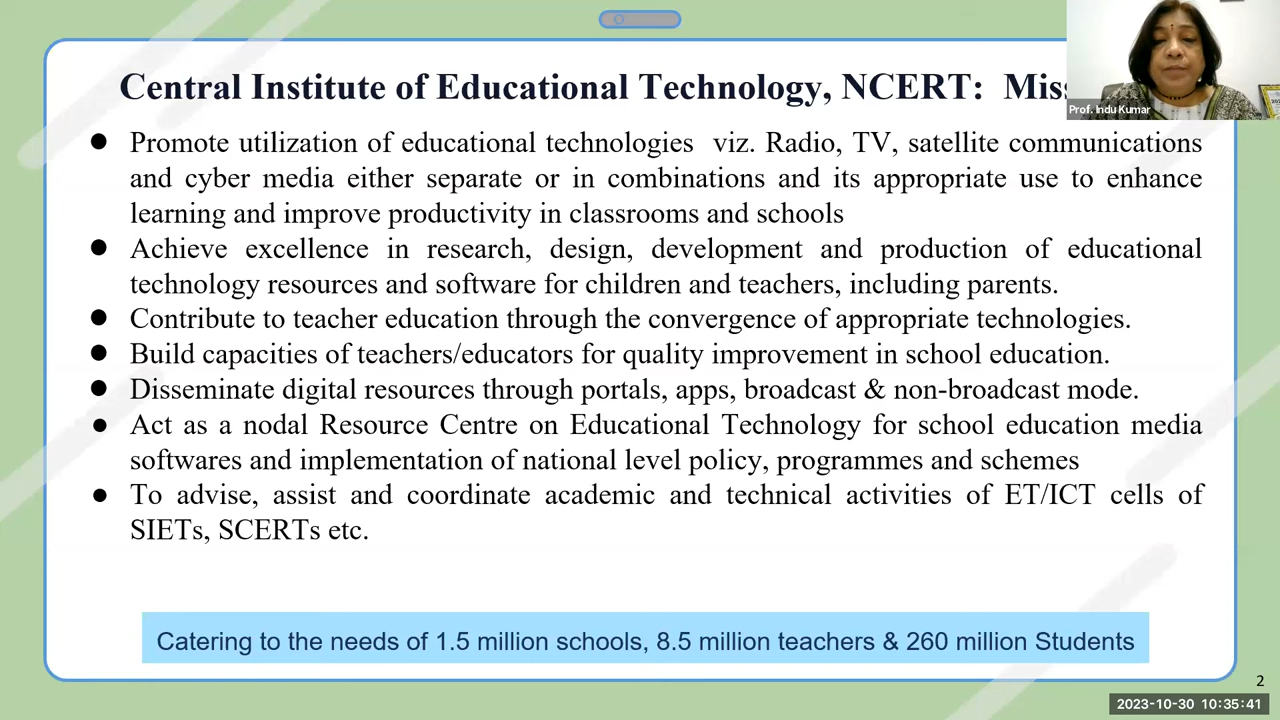 Central Institute of Educational Technology, NCERT: Miss
Prof. Indu Kumar
● Promote utilization of educational technologies viz. Radio, TV, satellite communications
and cyber media either separate or in combinations and its appropriate use to enhance
learning and improve productivity in classrooms and schools
● Achieve excellence in research, design, development and production of educational
technology resources and software for children and teachers, including parents.
● Contribute to teacher education through the convergence of appropriate technologies.
● Build capacities of teachers/educators for quality improvement in school education.
● Disseminate digital resources through portals, apps, broadcast & non-broadcast mode.
● Act as a nodal Resource Centre on Educational Technology for school education media
softwares and implementation of national level policy, programmes and schemes
● To advise, assist and coordinate academic and technical activities of ET/ICT cells of
SIETs, SCERTs etc.
Catering to the needs of 1.5 million schools, 8.5 million teachers & 260 million Students
2
2023-10-30 10:35:41